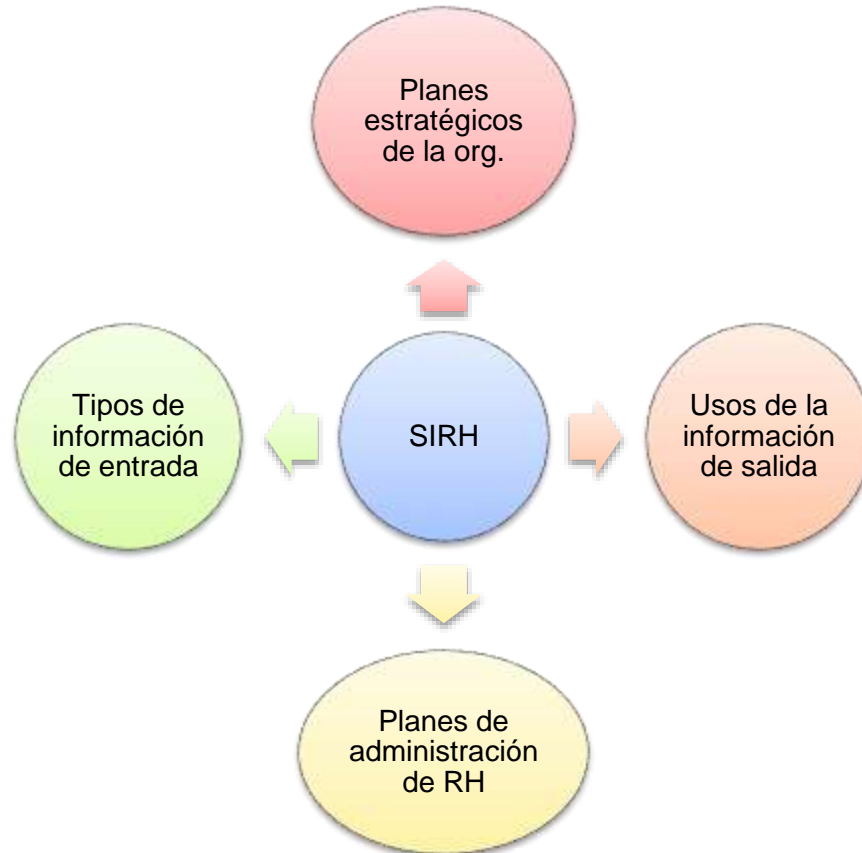 Planes
estratégicos
de la org.
Tipos de
información
de entrada
SIRH
Usos de la
información
de salida
Planes de
administración
de RH